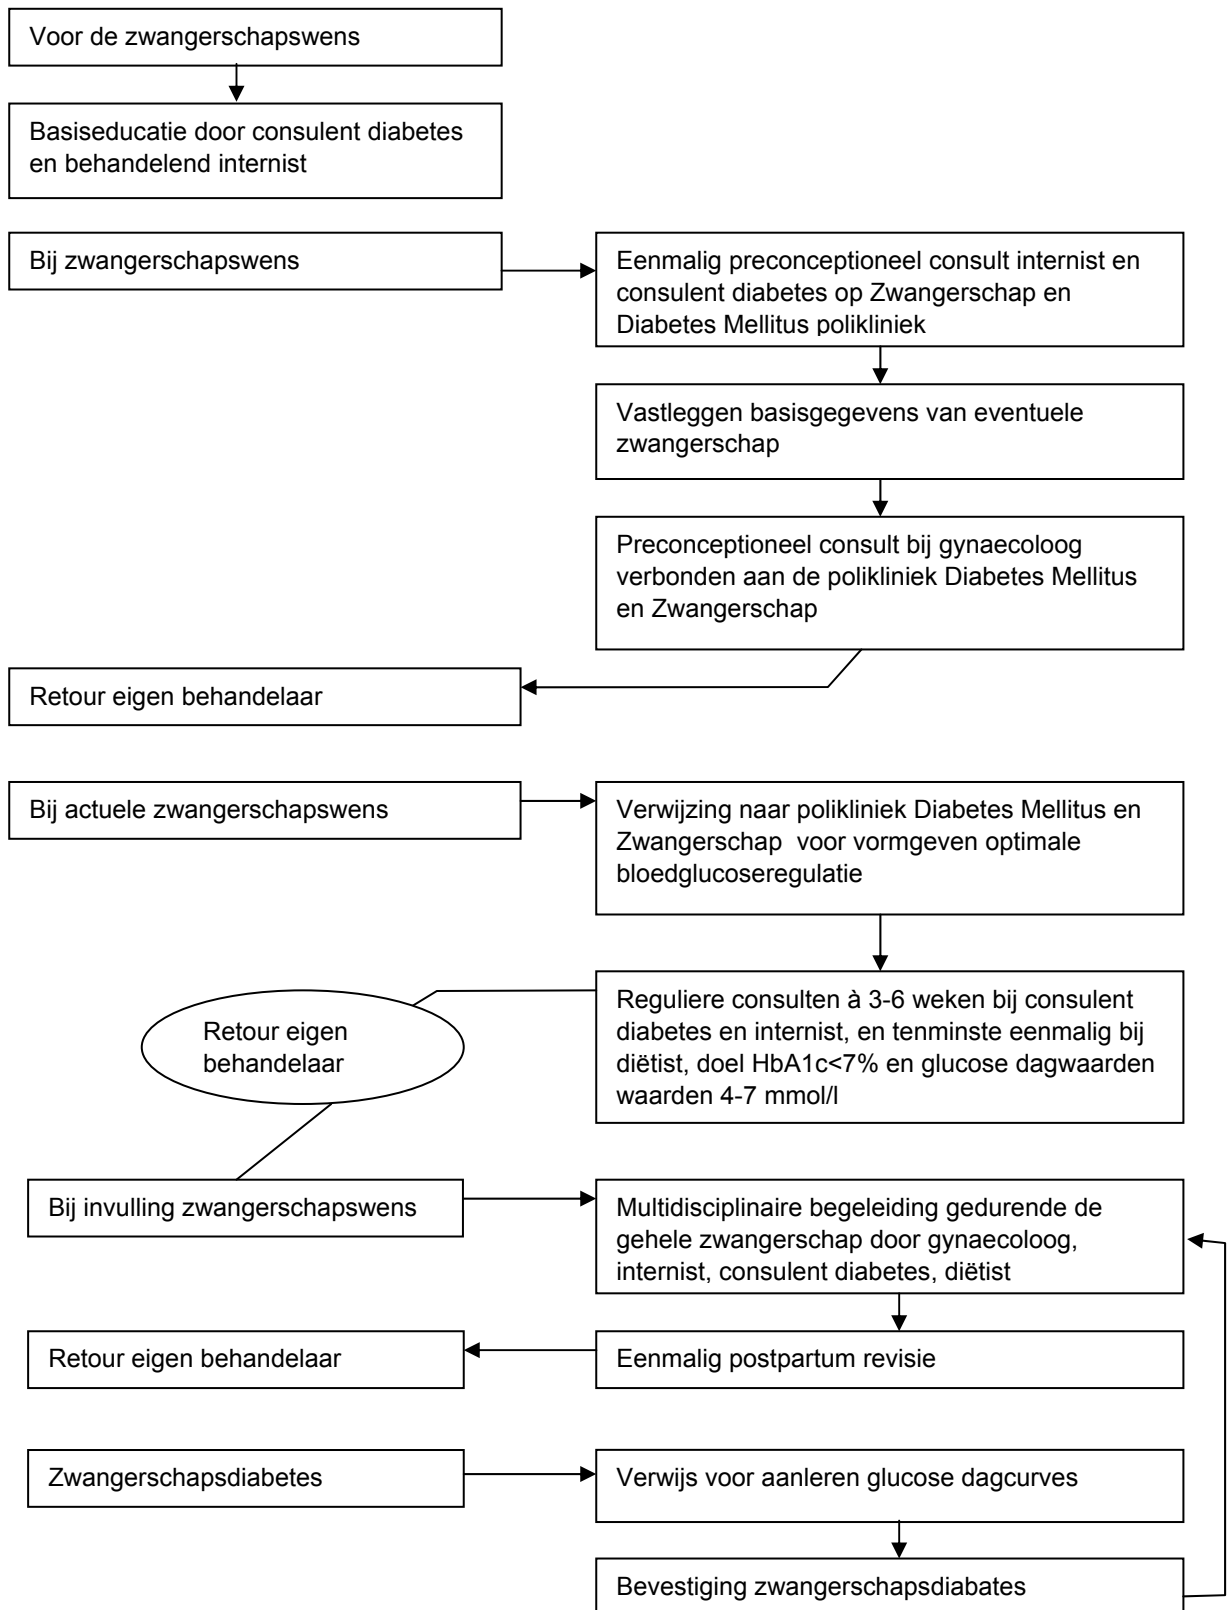 Voor de zwangerschapswens
Basiseducatie door consulent diabetes
en behandelend internist
Bij zwangerschapswens
Eenmalig preconceptioneel consult internist en
consulent diabetes op Zwangerschap en
Diabetes Mellitus polikliniek
Vastleggen basisgegevens van eventuele
zwangerschap
Preconceptioneel consult bij gynaecoloog
verbonden aan de polikliniek Diabetes Mellitus
en Zwangerschap
Retour eigen behandelaar
Bij actuele zwangerschapswens
Verwijzing naar polikliniek Diabetes Mellitus en
Zwangerschap voor vormgeven optimale
bloedglucoseregulatie
Reguliere consulten à 3-6 weken bij consulent
diabetes en internist, en tenminste eenmalig bij
diëtist, doel HbA1c<7% en glucose dagwaarden
waarden 4-7 mmol/l
Retour eigen
behandelaar
Bij invulling zwangerschapswens
Multidisciplinaire begeleiding gedurende de
gehele zwangerschap door gynaecoloog,
internist, consulent diabetes, diëtist
Eenmalig postpartum revisie
Retour eigen behandelaar
Zwangerschapsdiabetes
Verwijs voor aanleren glucose dagcurves
Bevestiging zwangerschapsdiabates